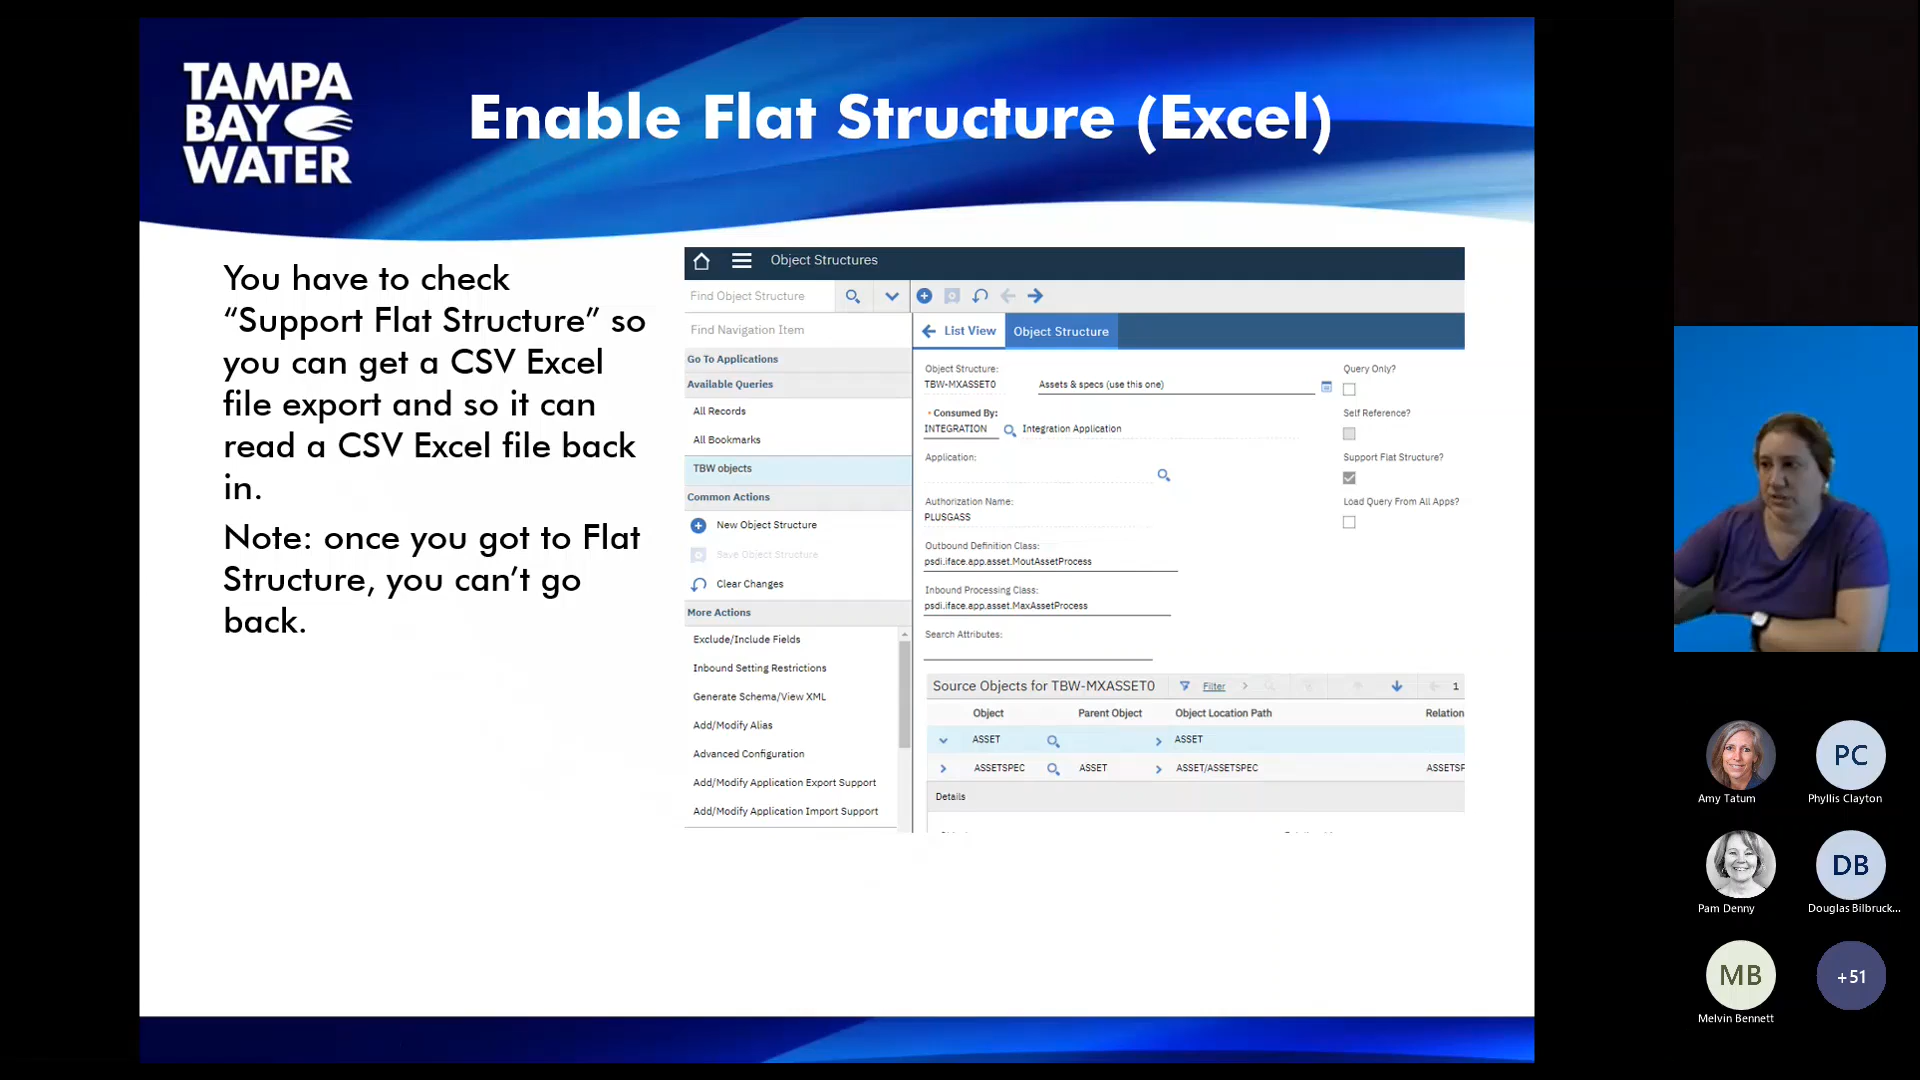 TAMPA
BAY
WATER
Enable Flat Structure (Excel)
You have to check
“Support Flat Structure” so
you can get a CSV Excel
file export and so it can
read a CSV Excel file back
in.
Note: once you got to Flat
Structure, you can’t go
back.
Object Structures
Find Object Structure
Find Navigation Item
Go To Applications
Available Queries
All Records
All Bookmarks
TBW objects
Common Actions
New Object Structure
Save Object Structure
Clear Changes
More Actions
Exclude/Include Fields
Inbound Setting Restrictions
Generate Schema/View XML
Add/Modify Alias
Advanced Configuration
Add/Modify Application Export Support
Add/Modify Application Import Support
List View Object Structure
Object Structure:
TBW-MXASSET0 Assets & specs (use this one)
* Consumed By:
INTEGRATION Integration Application
Application:
Authorization Name:
PLUSGASS
Outbound Definition Class:
psdi.iface.app.asset.MoutAssetProcess
Inbound Processing Class:
psdi.iface.app.asset.MaxAssetProcess
Search Attributes:
Query Only?
Self Reference?
Support Flat Structure?
Load Query From All Apps?
Source Objects for TBW-MXASSET0 Filter 1
Object Parent Object Object Location Path Relation
ASSET ASSET
ASSETSPEC ASSET ASSET/ASSETSPEC ASSETSP
Details
Amy Tatum
PC
Phyllis Clayton
Pam Denny
DB
Douglas Bilbruck...
MB
Melvin Bennett
+51